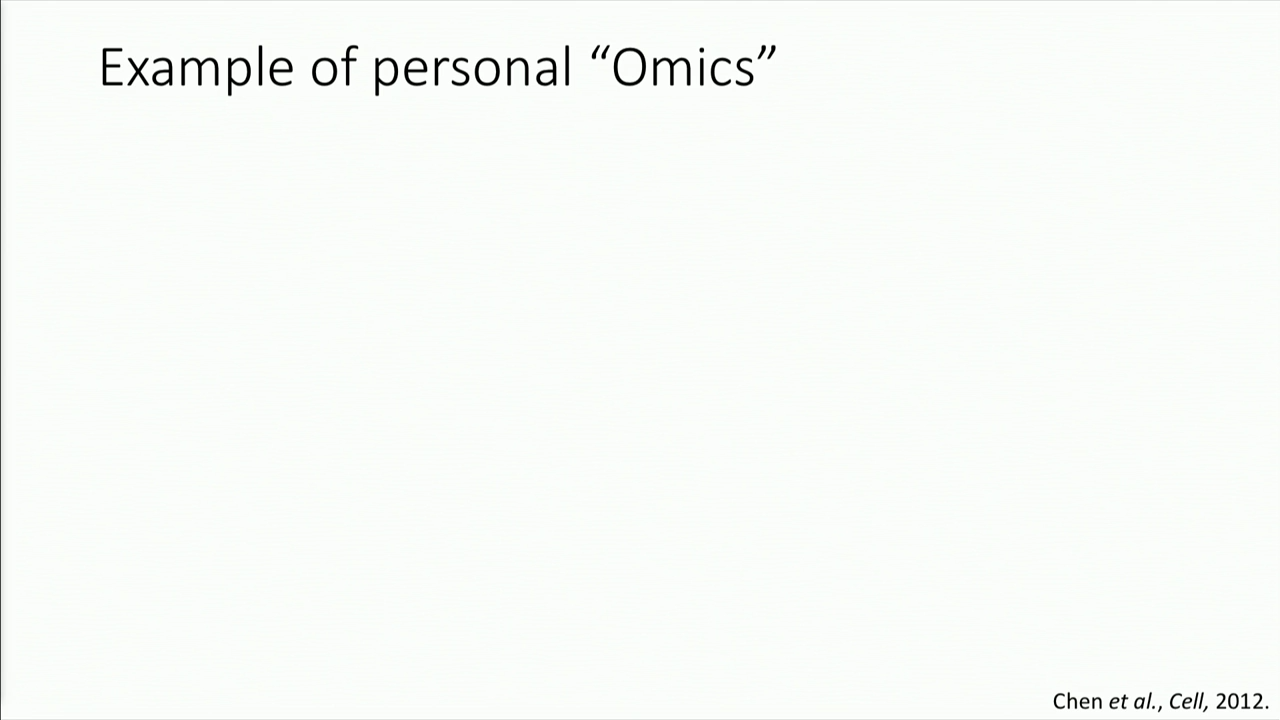 Example of personal “Omics”
Chen et al., Cell, 2012.